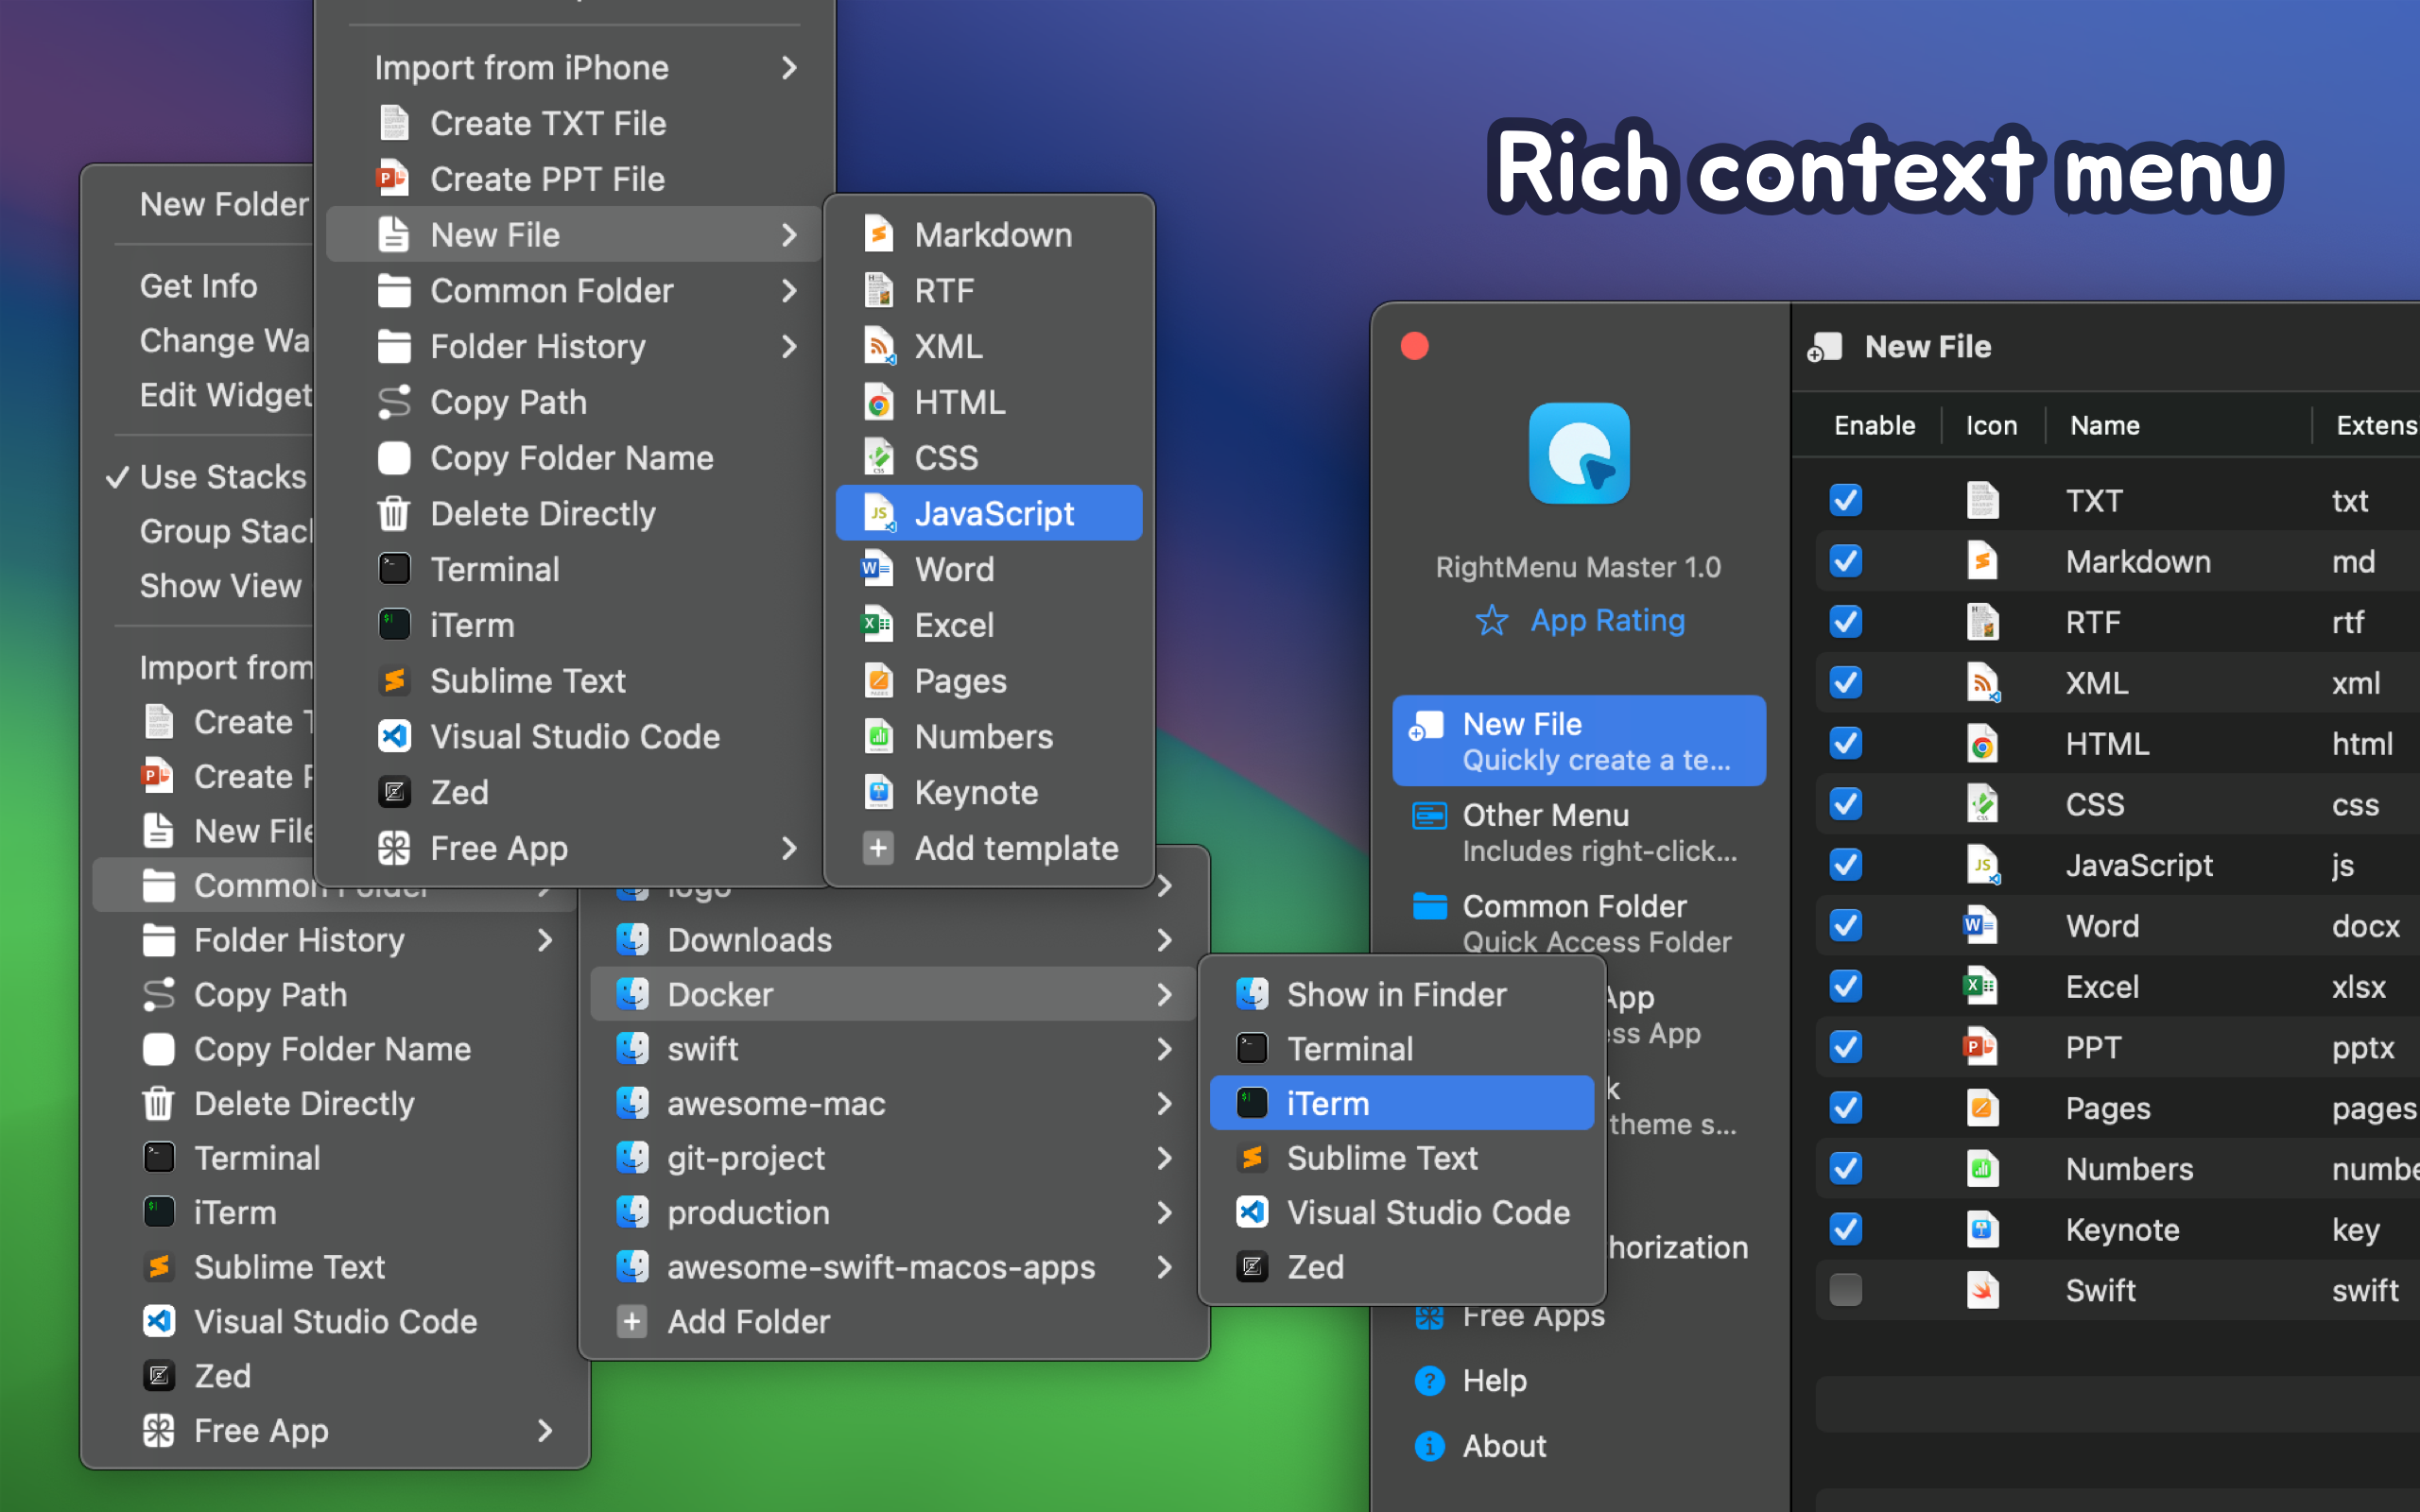 Rich context menu
New Folder
Get Info
Change Wa
Edit Widget
✓ Use Stacks
Group Stac
Show View
Import from
Create T
Create P
New File
Common Folder
Folder History
Copy Path
Copy Folder Name
Delete Directly
Terminal
iTerm
Sublime Text
Visual Studio Code
Zed
Free App
Import from iPhone
Create TXT File
Create PPT File
New File
Common Folder
Folder History
Copy Path
Copy Folder Name
Delete Directly
Terminal
iTerm
Sublime Text
Visual Studio Code
Zed
Free App
Markdown
RTF
XML
HTML
CSS
JavaScript
Word
Excel
Pages
Numbers
Keynote
Add template
logo
Downloads
Docker
swift
awesome-mac
git-project
production
awesome-swift-macos-apps
Add Folder
Show in Finder
Terminal
iTerm
Sublime Text
Visual Studio Code
Zed
RightMenu Master 1.0
App Rating
New File
Quickly create a te...
Other Menu
Includes right-click...
Common Folder
Quick Access Folder
App
ss App
k
theme s...
horization
Free Apps
Help
About
New File
Enable Icon Name Extens
TXT txt
Markdown md
RTF rtf
XML xml
HTML html
CSS css
JavaScript js
Word docx
Excel xlsx
PPT pptx
Pages pages
Numbers numbe
Keynote key
Swift swift